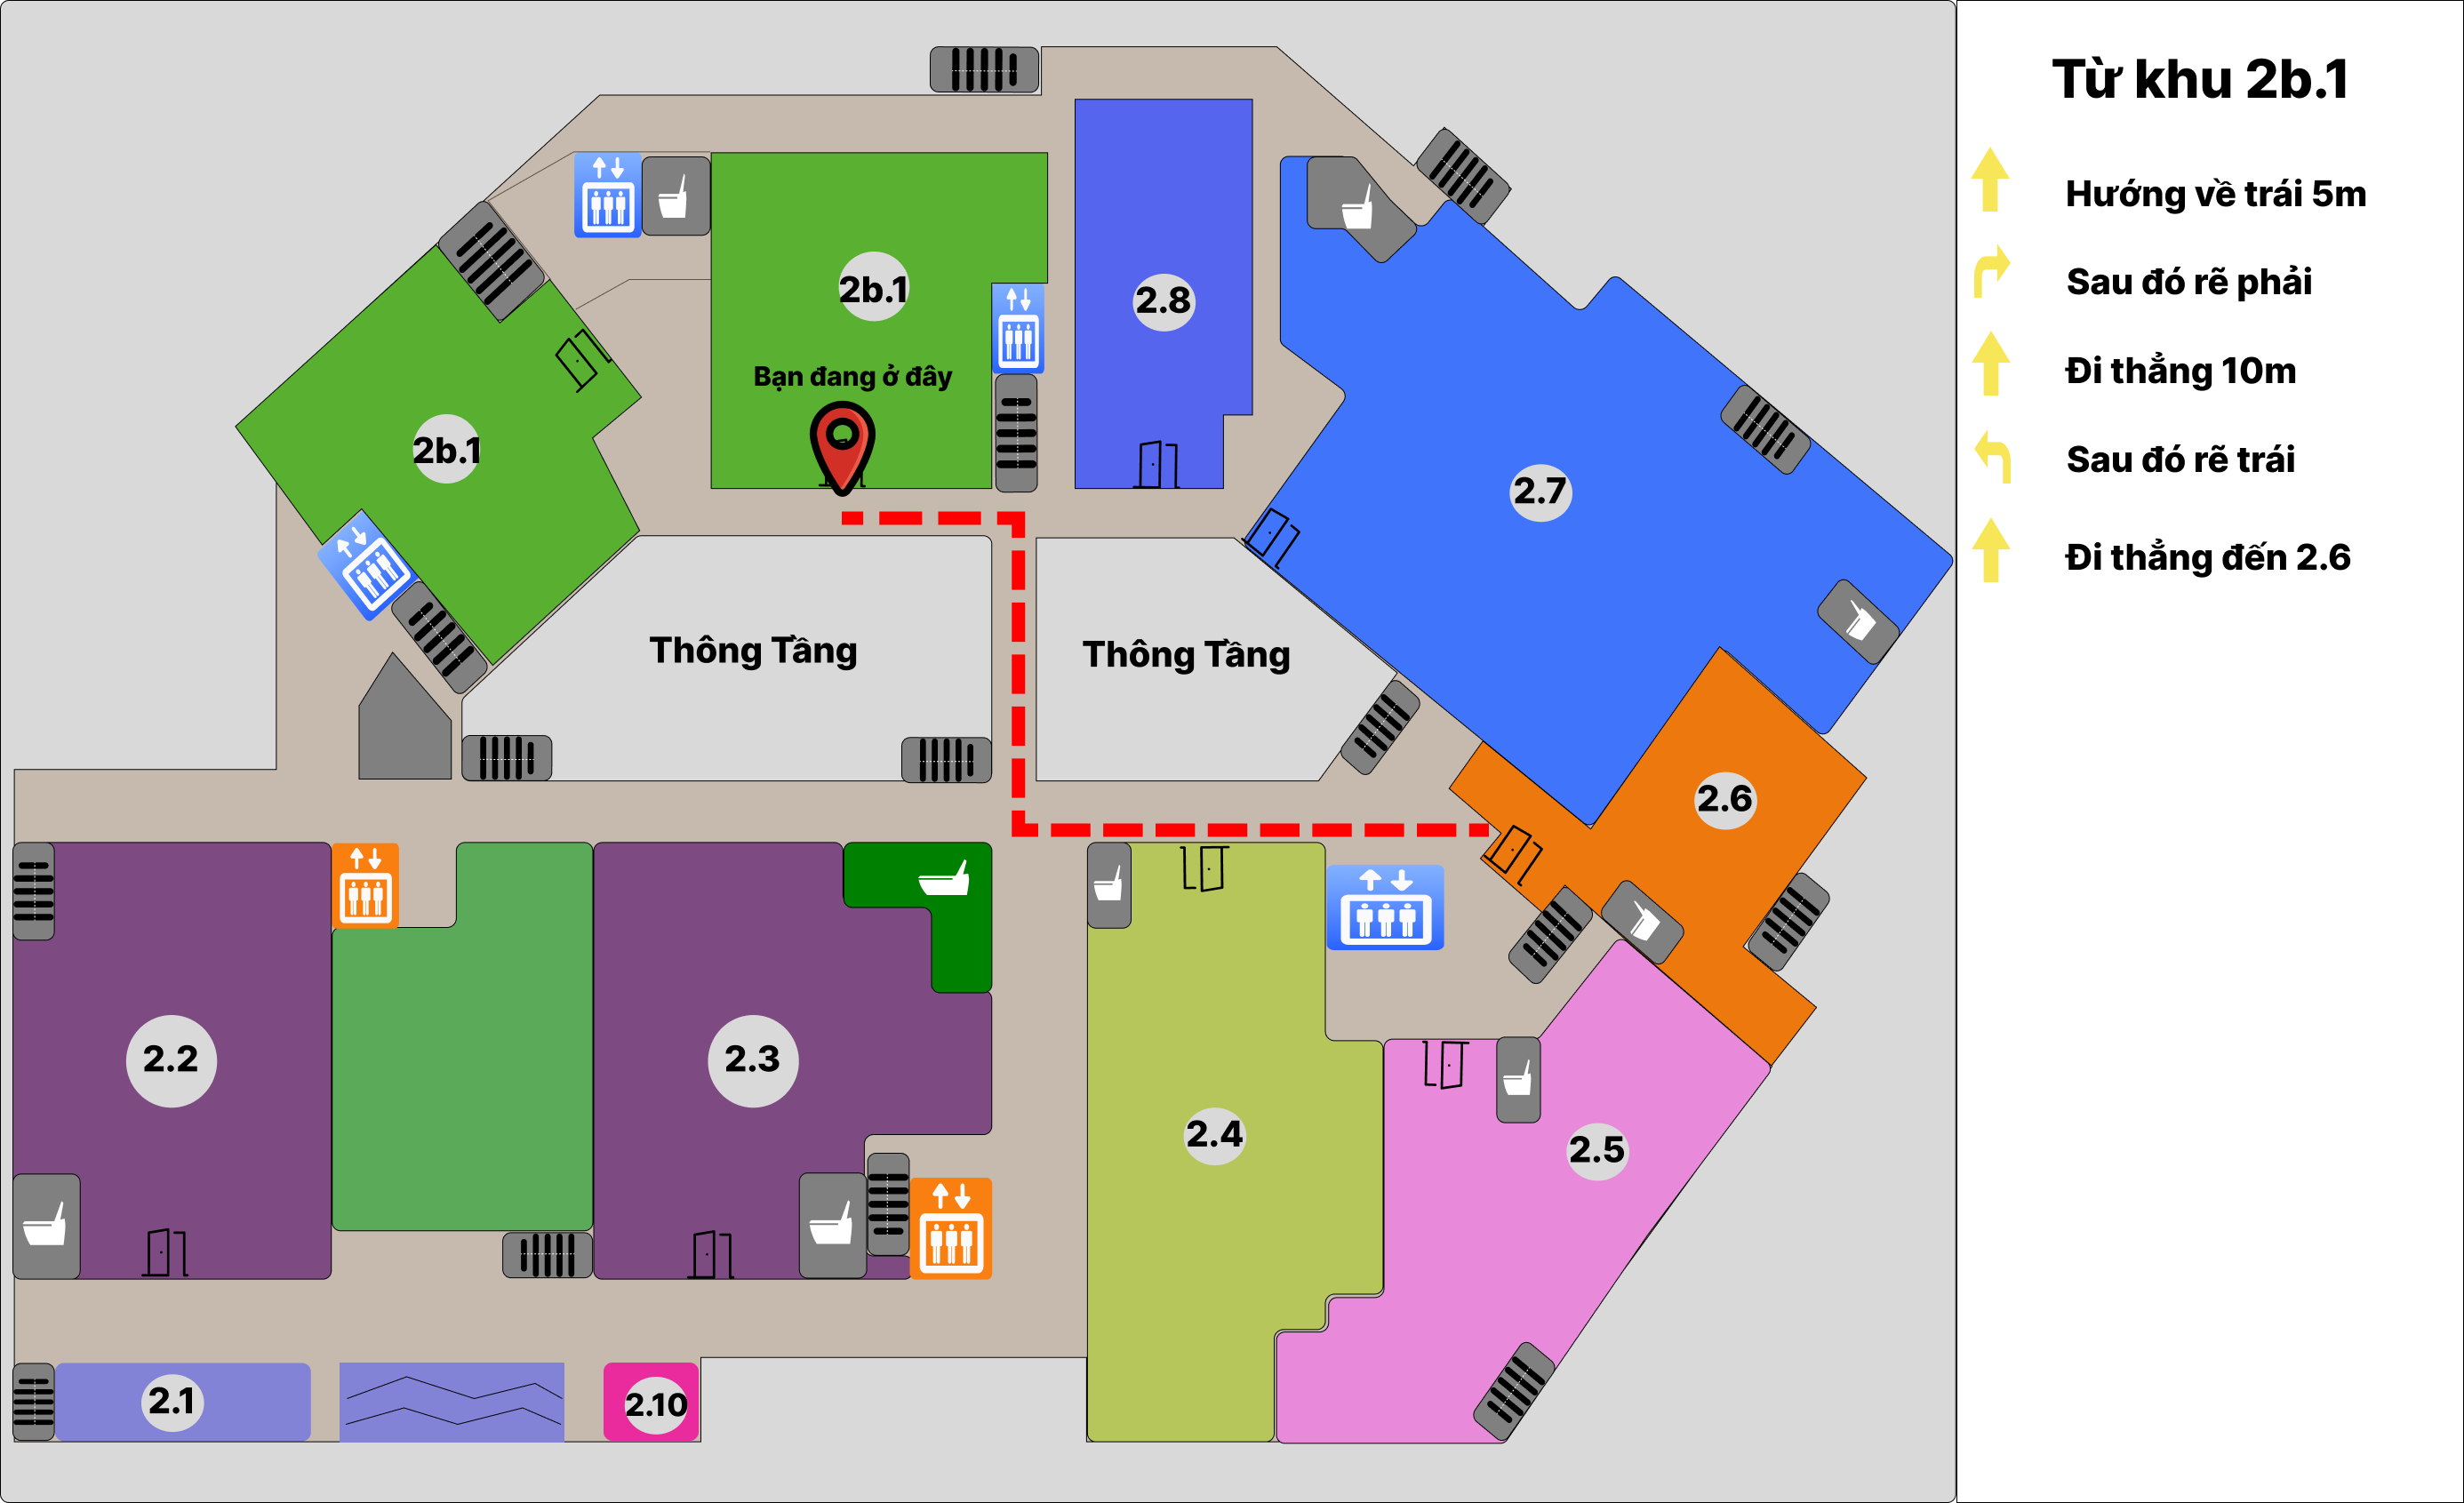 Từ khu 2b.1
Hướng về trái 5m
Sau đó rẽ phải
Đi thẳng 10m
Sau đó rẽ trái
Đi thẳng đến 2.6
2b.1
2.8
Bạn đang ở đây
2b.1
2.7
Thông Tầng
Thông Tầng
2.6
2.2
2.3
2.4
2.5
2.1
2.10